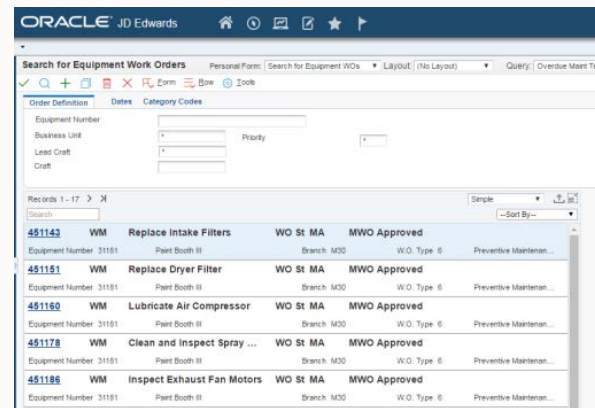 ORACLE JD Edwards
Search for Equipment Work Orders Personal Form: Search for Equipment WOs Layout: (No Layout) Query: Overdue Maint
Form Row Tools
Order Definition Dates Category Codes
Equipment Number
Business Unit * Priority *
Lead Craft *
Craft
Records 1 - 17 Simple
Search --Sort By--
451143 WM Replace Intake Filters WO St MA MWO Approved
Equipment Number 31181 Paint Booth III Branch M30 W.O. Type 6 Preventive Maintenan...
451151 WM Replace Dryer Filter WO St MA MWO Approved
Equipment Number 31181 Paint Booth III Branch M30 W.O. Type 6 Preventive Maintenan...
451160 WM Lubricate Air Compressor WO St MA MWO Approved
Equipment Number 31181 Paint Booth III Branch M30 W.O. Type 6 Preventive Maintenan...
451178 WM Clean and Inspect Spray ... WO St MA MWO Approved
Equipment Number 31181 Paint Booth III Branch M30 W.O. Type 6 Preventive Maintenan...
451186 WM Inspect Exhaust Fan Motors WO St MA MWO Approved
Equipment Number 31181 Paint Booth III Branch M30 W.O. Type 6 Preventive Maintenan...